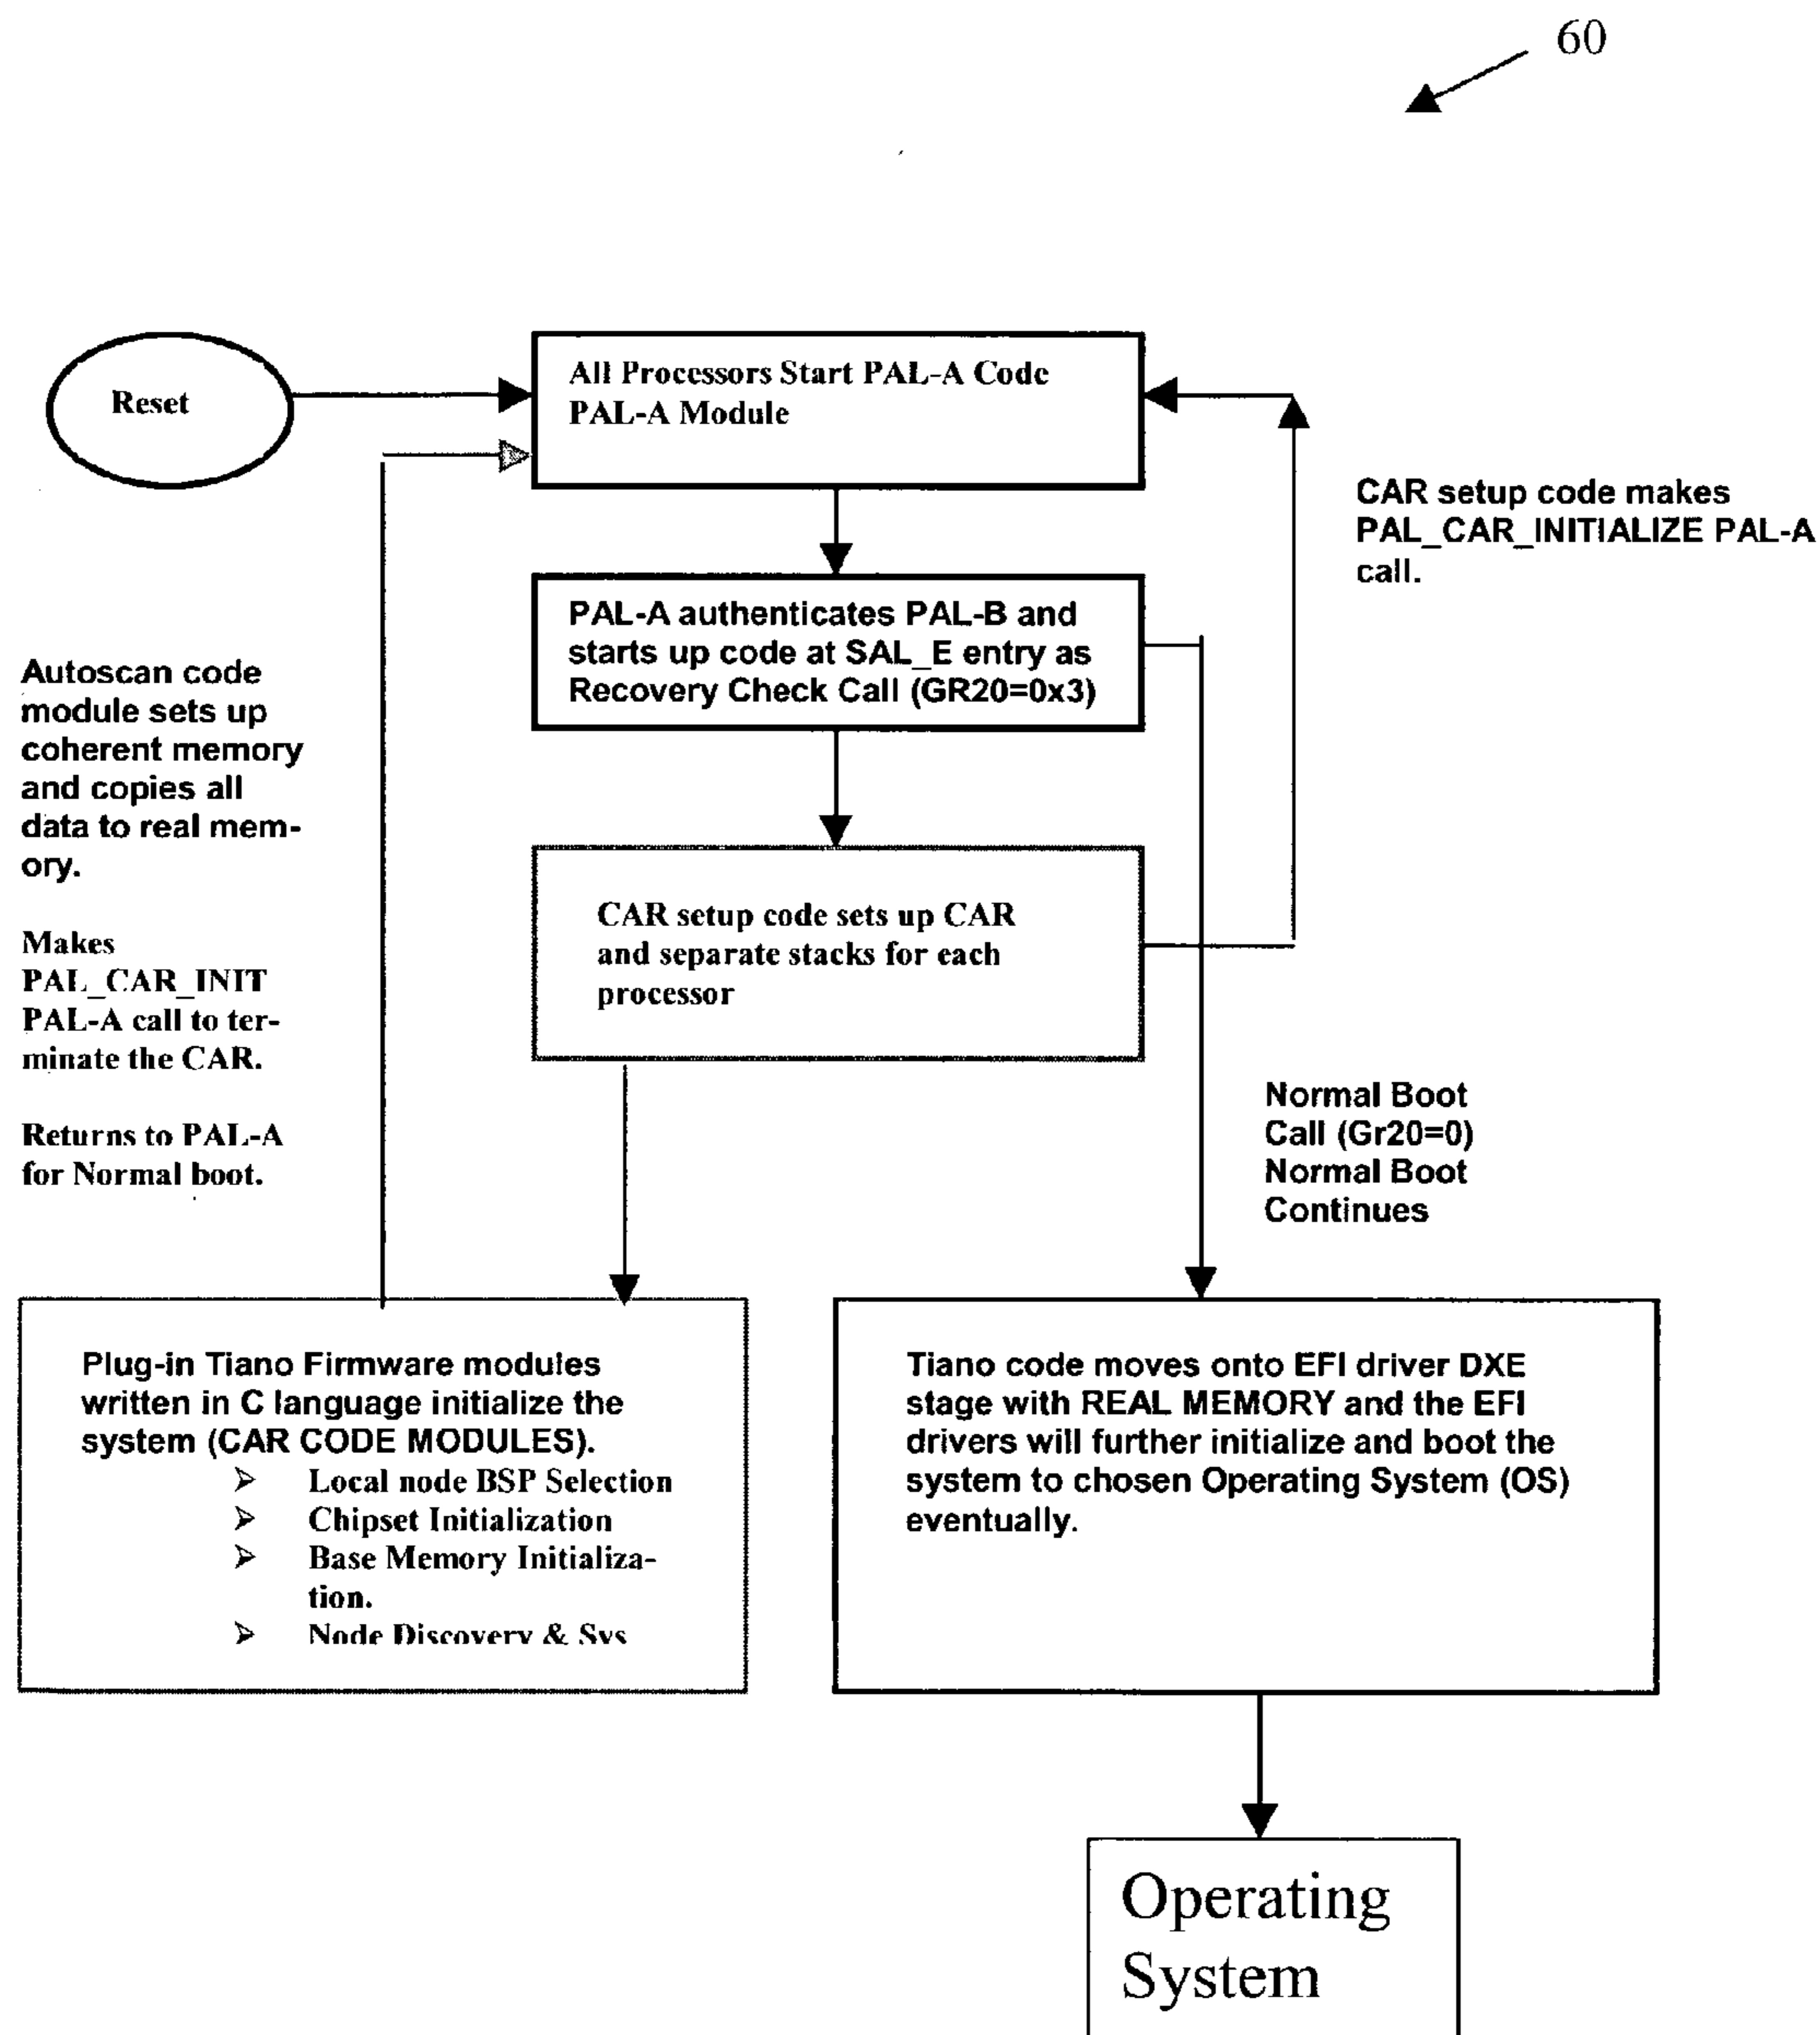 60
Reset
All Processors Start PAL-A Code
PAL-A Module
CAR setup code makes
PAL_CAR_INITIALIZE PAL-A
call.
PAL-A authenticates PAL-B and
starts up code at SAL_E entry as
Recovery Check Call (GR20=0x3)
Autoscan code
module sets up
coherent memory
and copies all
data to real mem-
ory.
Makes
PAL_CAR_INIT
PAL-A call to ter-
minate the CAR.
Returns to PAL-A
for Normal boot.
CAR setup code sets up CAR
and separate stacks for each
processor
Normal Boot
Call (Gr20=0)
Normal Boot
Continues
Plug-in Tiano Firmware modules
written in C language initialize the
system (CAR CODE MODULES).
➢ Local node BSP Selection
➢ Chipset Initialization
➢ Base Memory Initializa-
tion.
➢ Node Discovery & Sys
Tiano code moves onto EFI driver DXE
stage with REAL MEMORY and the EFI
drivers will further initialize and boot the
system to chosen Operating System (OS)
eventually.
Operating
System